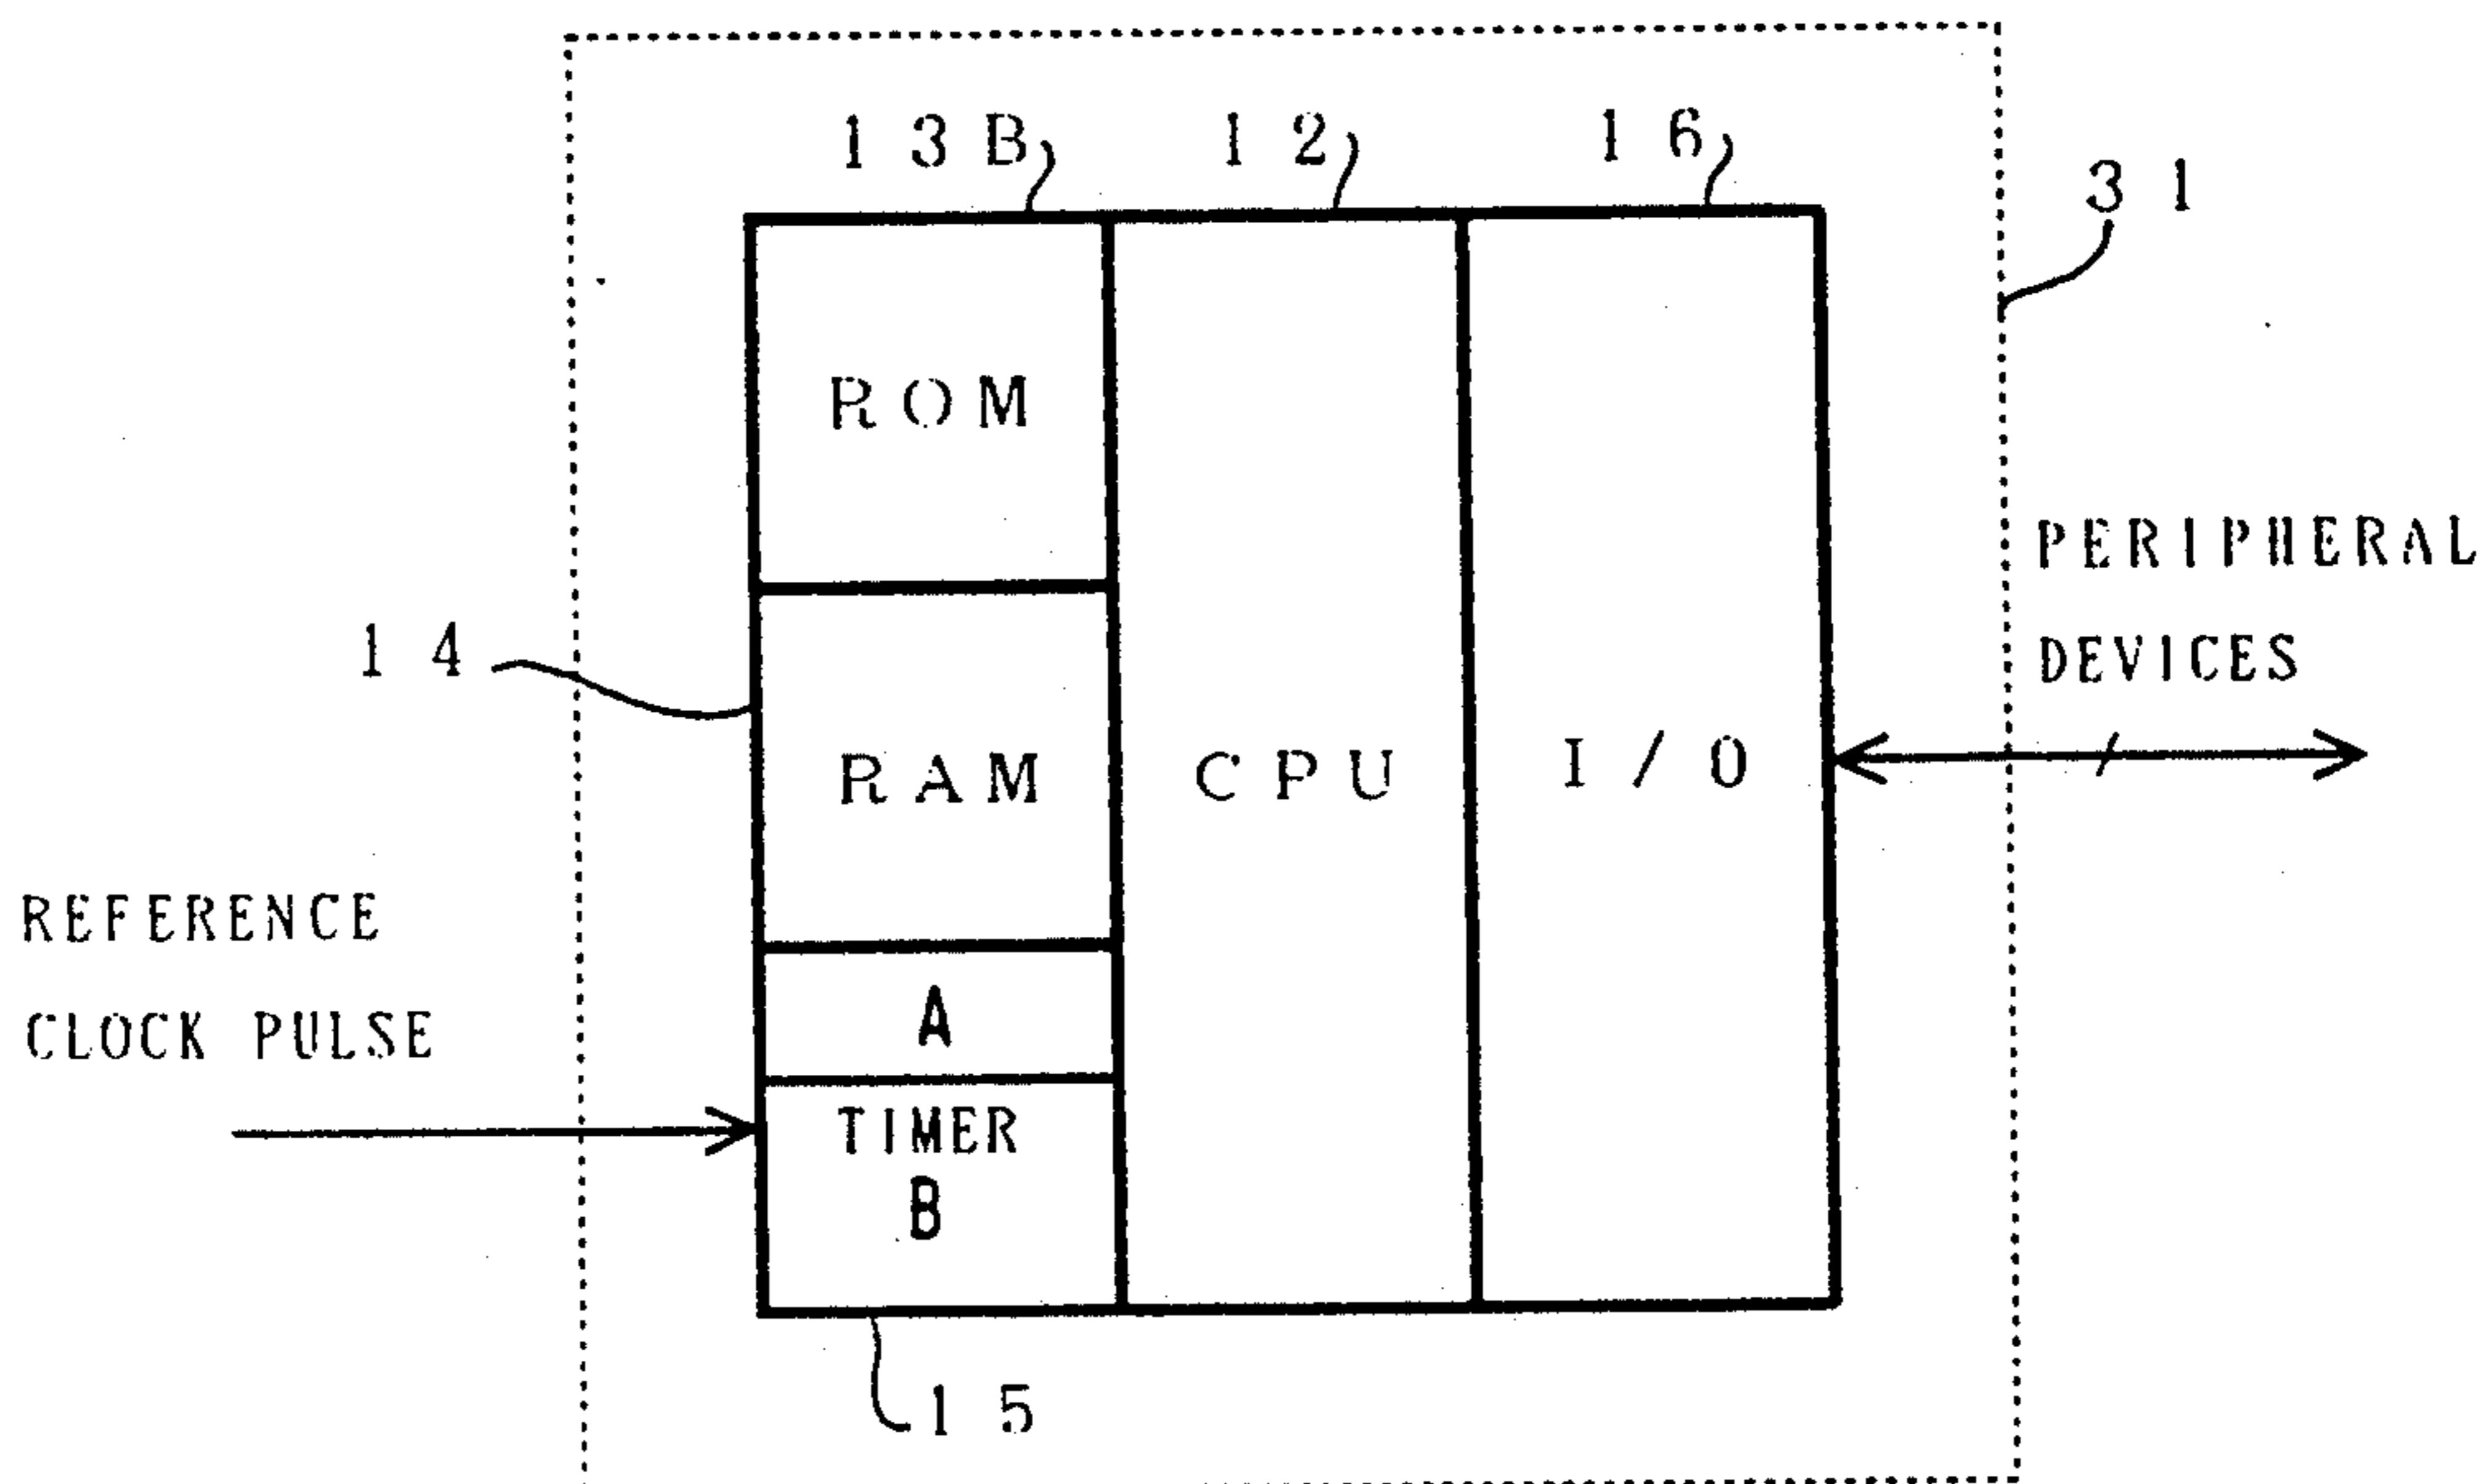 13B
12
16
31
ROM
PERIPHERAL
DEVICES
14
RAM
CPU
I/O
REFERENCE
CLOCK PULSE
A
TIMER
B
15